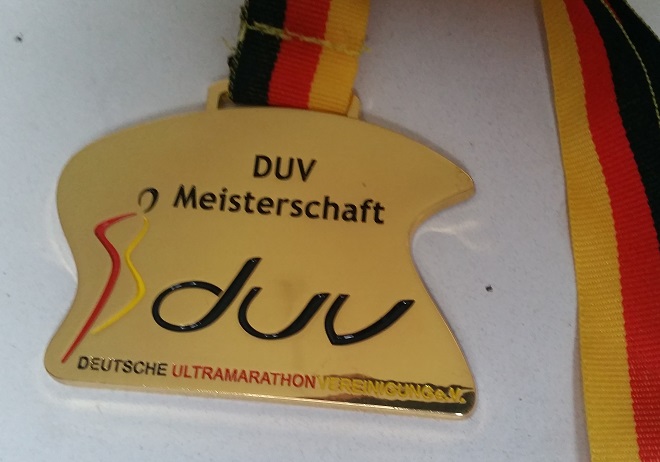 DUV
Meisterschaft
duv
DEUTSCHE ULTRAMARATHON VEREINIGUNG e.V.